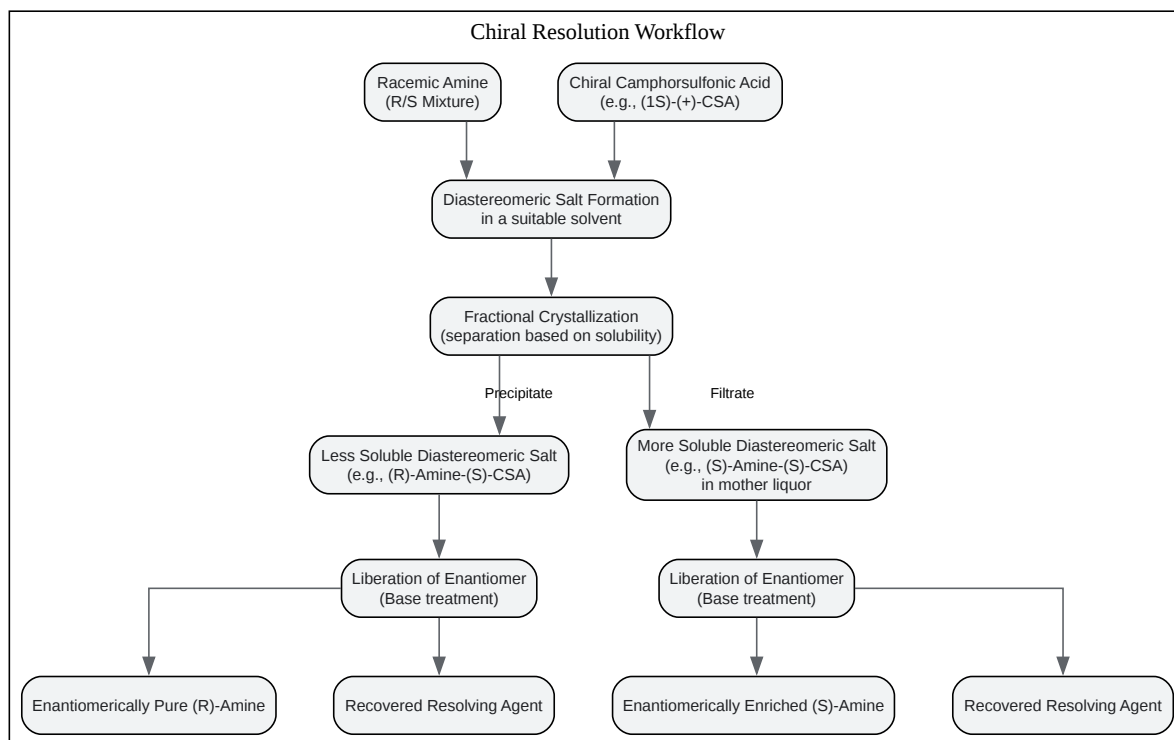 Chiral Resolution Workflow
Racemic Amine
(R/S Mixture)
Chiral Camphorsulfonic Acid
(e.g., (1S)-(+)-CSA)
Diastereomeric Salt Formation
in a suitable solvent
Fractional Crystallization
(separation based on solubility)
Precipitate
Filtrate
Less Soluble Diastereomeric Salt
(e.g., (R)-Amine-(S)-CSA)
More Soluble Diastereomeric Salt
(e.g., (S)-Amine-(S)-CSA)
in mother liquor
Liberation of Enantiomer
(Base treatment)
Liberation of Enantiomer
(Base treatment)
Enantiomerically Pure (R)-Amine
Recovered Resolving Agent
Enantiomerically Enriched (S)-Amine
Recovered Resolving Agent